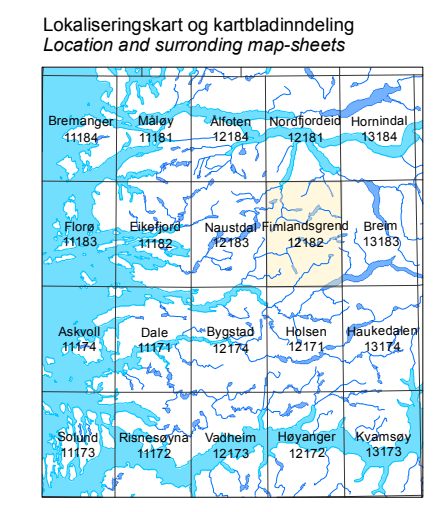 Lokaliseringskart og kartbladinndeling
Location and surronding map-sheets
Bremanger Måløy Ålfoten Nordfjordeid Hornindal
11184 11181 12184 12181 13184
Florø Eikefjord Naustdal Fimlandsgrend Breim
11183 11182 12183 12182 13183
Askvoll Dale Bygstad Holsen Haukedalen
11174 11171 12174 12171 13174
Solund Risnesøyna Vadheim Høyanger Kvamsøy
11173 11172 12173 12172 13173